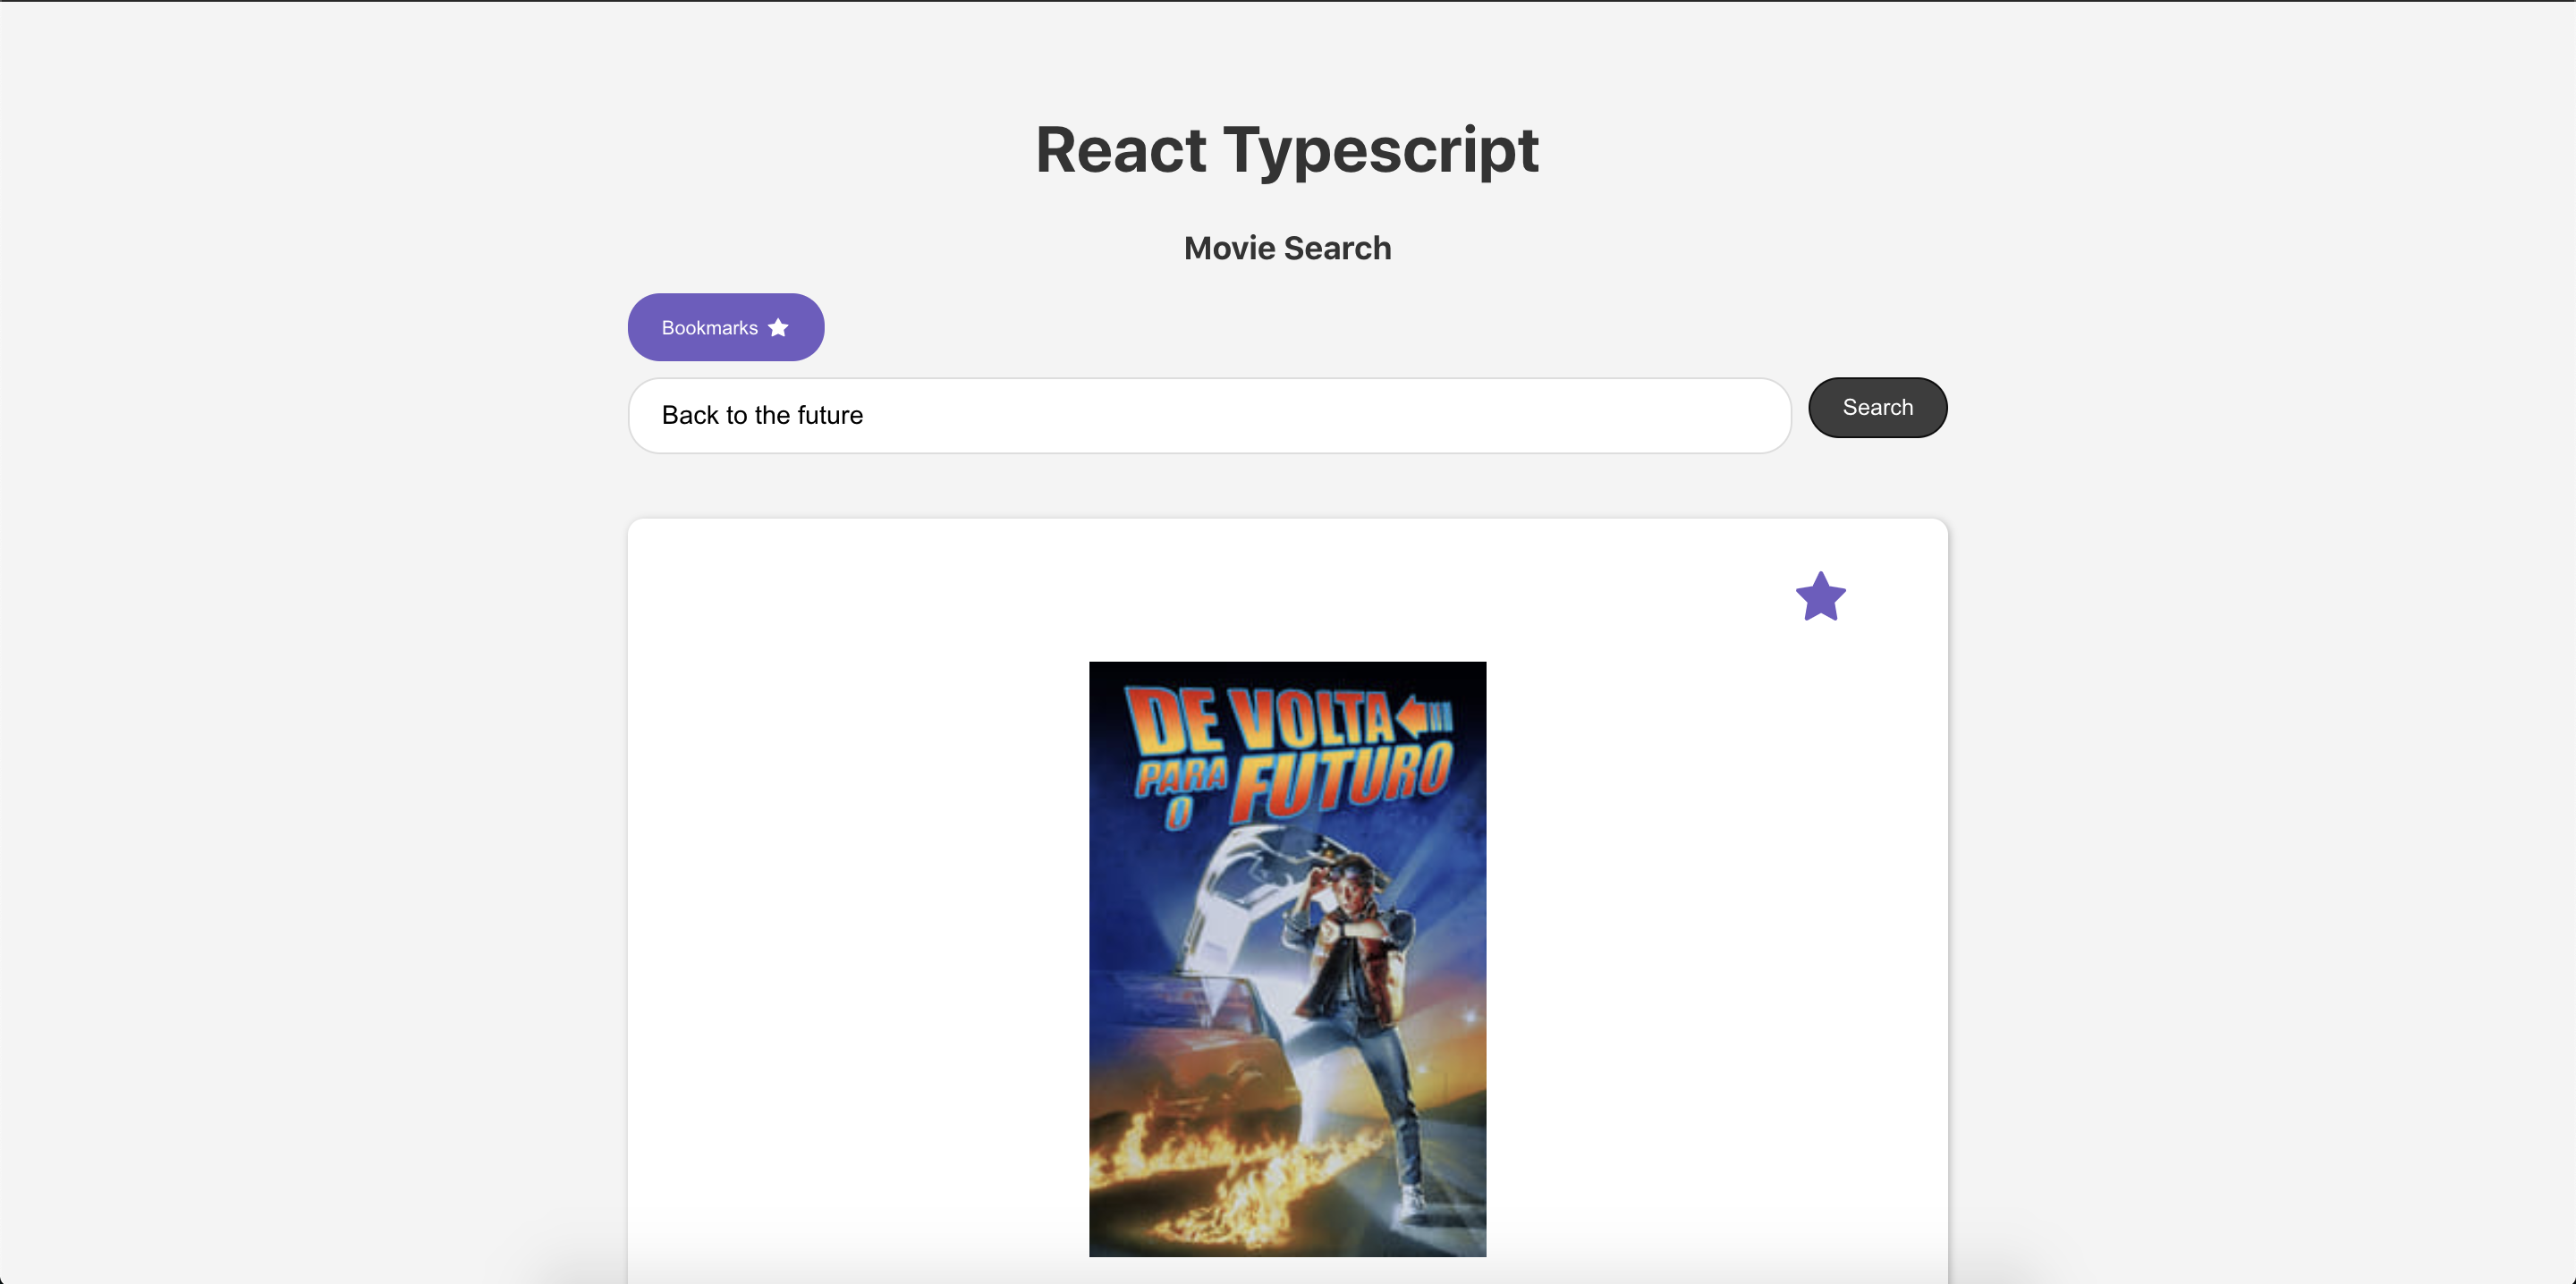 React Typescript
Movie Search
Bookmarks
Back to the future
Search
DE VOLTA
PARA O FUTURO